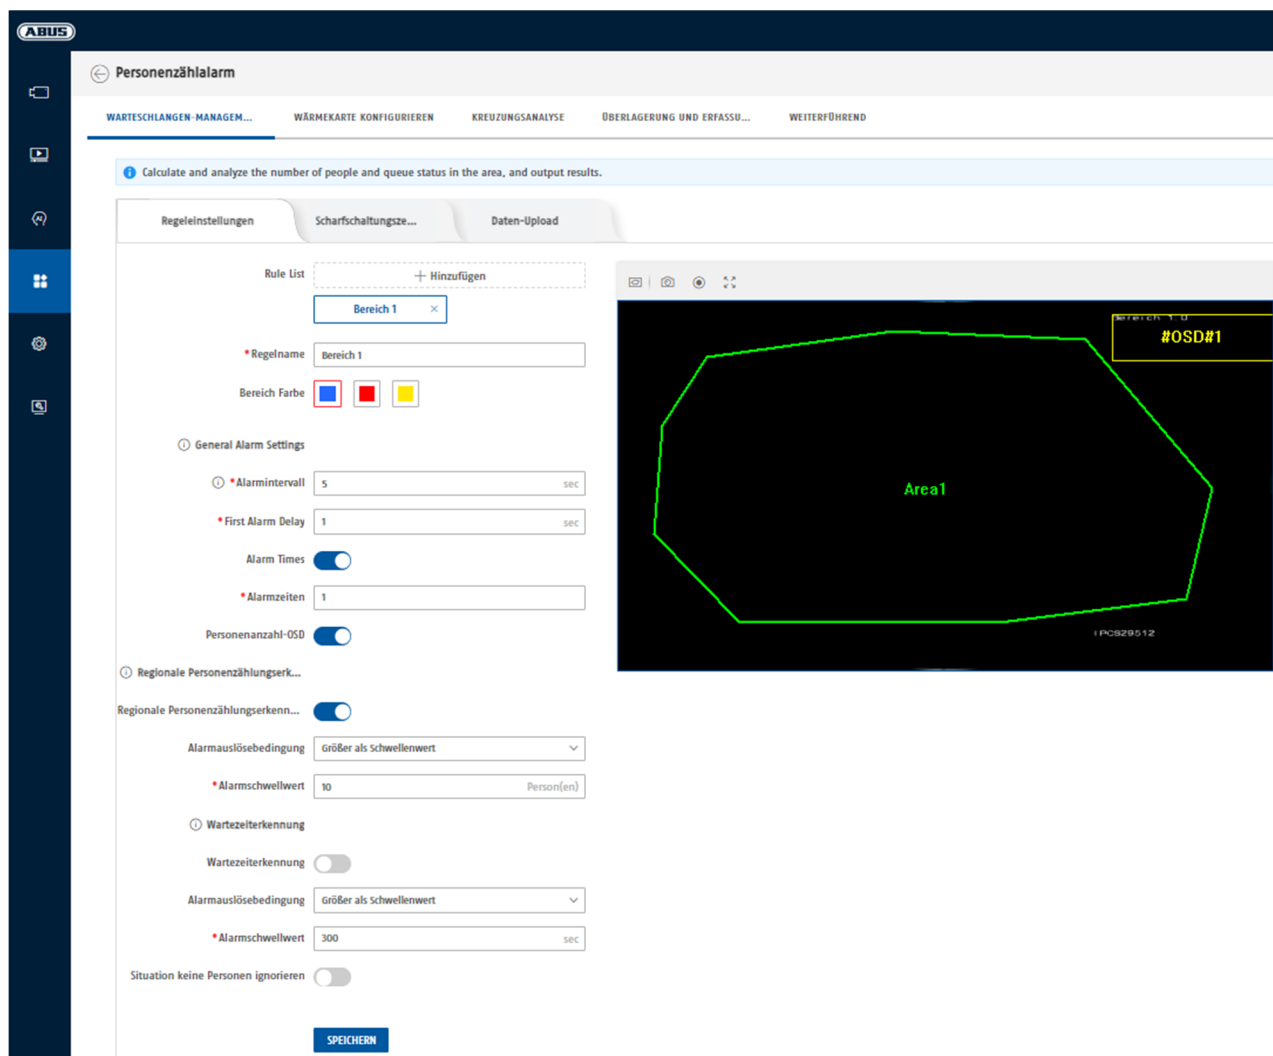 ABUS
Personenzählalarm
WARTESCHLANGEN-MANAGEM... WÄRMEKARTE KONFIGURIEREN KREUZUNGSANALYSE ÜBERLAGERUNG UND ERFASSU... WEITERFÜHREND
Calculate and analyze the number of people and queue status in the area, and output results.
Regeleinstellungen Scharfschaltungsze... Daten-Upload
Rule List + Hinzufügen
Bereich 1 ×
*Regelname Bereich 1
Bereich Farbe
General Alarm Settings
*Alarmintervall 5 sec
*First Alarm Delay 1 sec
Alarm Times
*Alarmzeiten 1
Personenanzahl-OSD
Regionale Personenzählungserk...
Regionale Personenzählungserkenn...
Alarmauslösebedingung Größer als Schwellenwert
*Alarmschwellwert 10 Person(en)
Wartezeiterkennung
Wartezeiterkennung
Alarmauslösebedingung Größer als Schwellenwert
*Alarmschwellwert 300 sec
Situation keine Personen ignorieren
SPEICHERN
Bereich 1:0
#OSD#1
Area1
IPCS29512